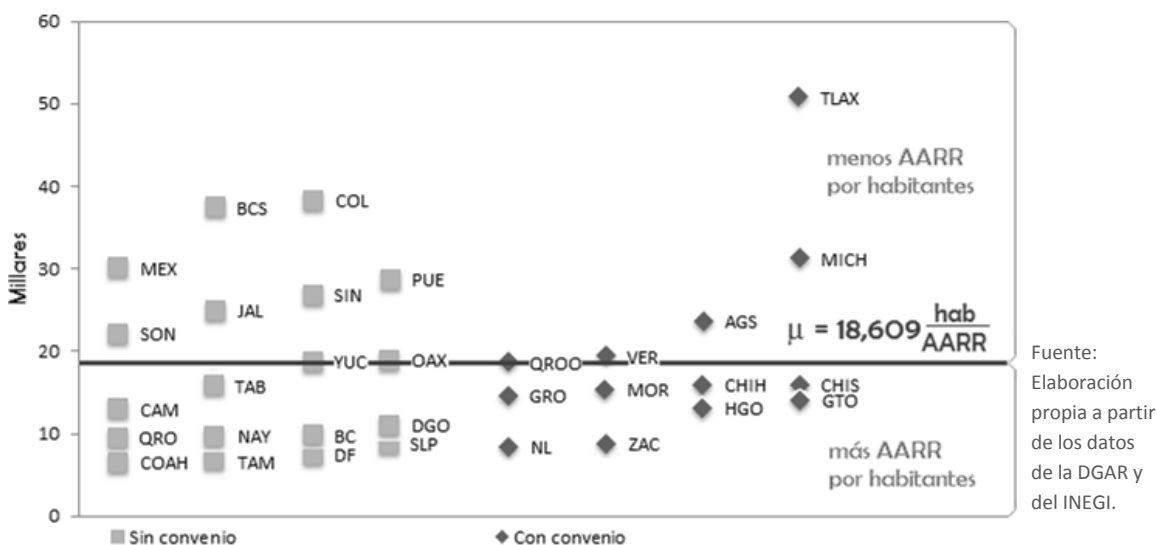 60
50
40
30
20
10
0
Millares
MEX
SON
CAM
QRO
COAH
BCS
JAL
TAB
NAY
TAM
COL
SIN
YUC
BC
DF
PUE
OAX
DGO
SLP
QROO
GRO
NL
VER
MOR
ZAC
AGS
CHIH
HGO
TLAX
menos AARR
por habitantes
MICH
μ = 18,609 hab
AARR
CHIS
GTO
más AARR
por habitantes
Sin convenio
Con convenio
Fuente:
Elaboración
propia a partir
de los datos
de la DGAR y
del INEGI.